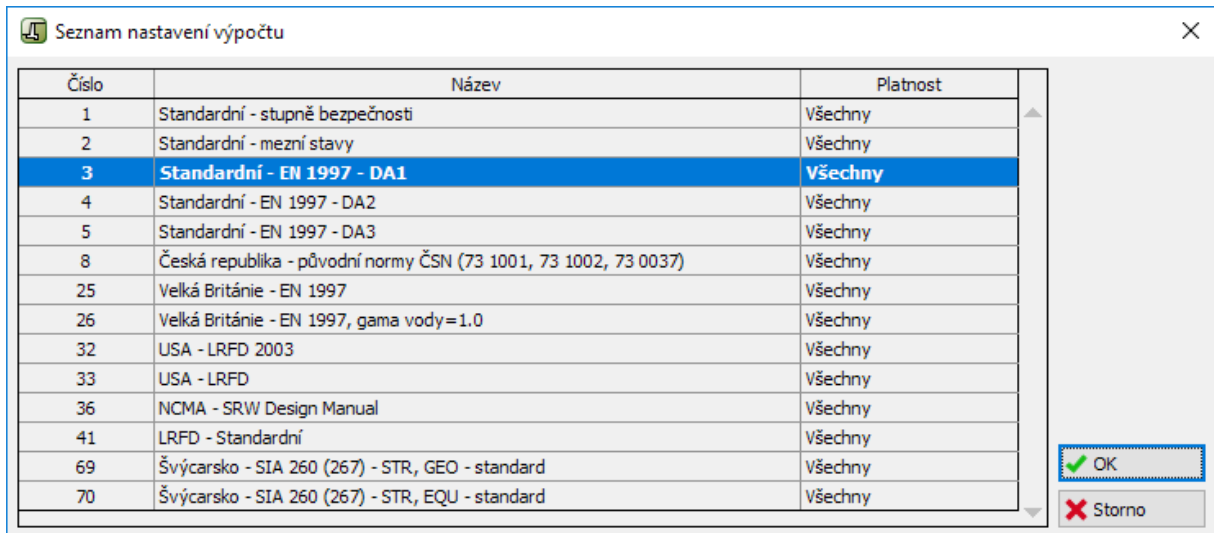 Seznam nastavení výpočtu
Číslo Název Platnost
1 Standardní - stupně bezpečnosti Všechny
2 Standardní - mezní stavy Všechny
3 Standardní - EN 1997 - DA1 Všechny
4 Standardní - EN 1997 - DA2 Všechny
5 Standardní - EN 1997 - DA3 Všechny
8 Česká republika - původní normy ČSN (73 1001, 73 1002, 73 0037) Všechny
25 Velká Británie - EN 1997 Všechny
26 Velká Británie - EN 1997, gama vody=1.0 Všechny
32 USA - LRFD 2003 Všechny
33 USA - LRFD Všechny
36 NCMA - SRW Design Manual Všechny
41 LRFD - Standardní Všechny
69 Švýcarsko - SIA 260 (267) - STR, GEO - standard Všechny
70 Švýcarsko - SIA 260 (267) - STR, EQU - standard Všechny
OK
Storno